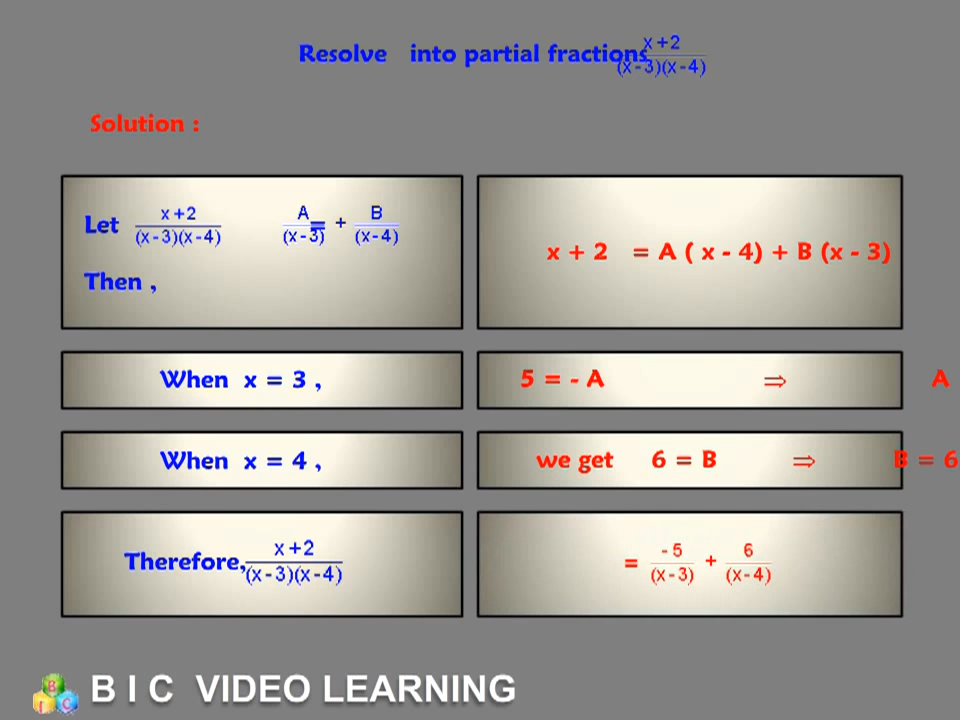 Resolve into partial fractions (x+2)/((x-3)(x-4))
Solution :
Let (x+2)/((x-3)(x-4)) = A/(x-3) + B/(x-4)
Then ,
x + 2 = A ( x - 4) + B (x - 3)
When x = 3 ,
5 = - A ⇒ A
When x = 4 ,
we get 6 = B ⇒ B = 6
Therefore, (x+2)/((x-3)(x-4))
= -5/(x-3) + 6/(x-4)
B I C VIDEO LEARNING
B
I C